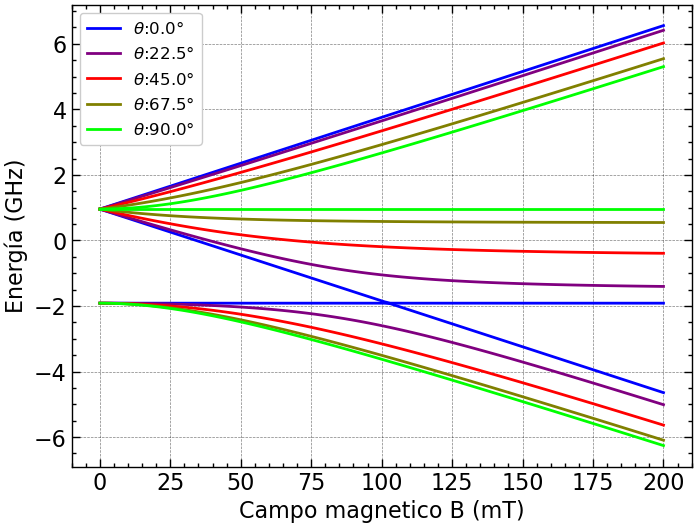 θ:0.0°
θ:22.5°
θ:45.0°
θ:67.5°
θ:90.0°
Energía (GHz)
6
4
2
0
−2
−4
−6
0 25 50 75 100 125 150 175 200
Campo magnetico B (mT)